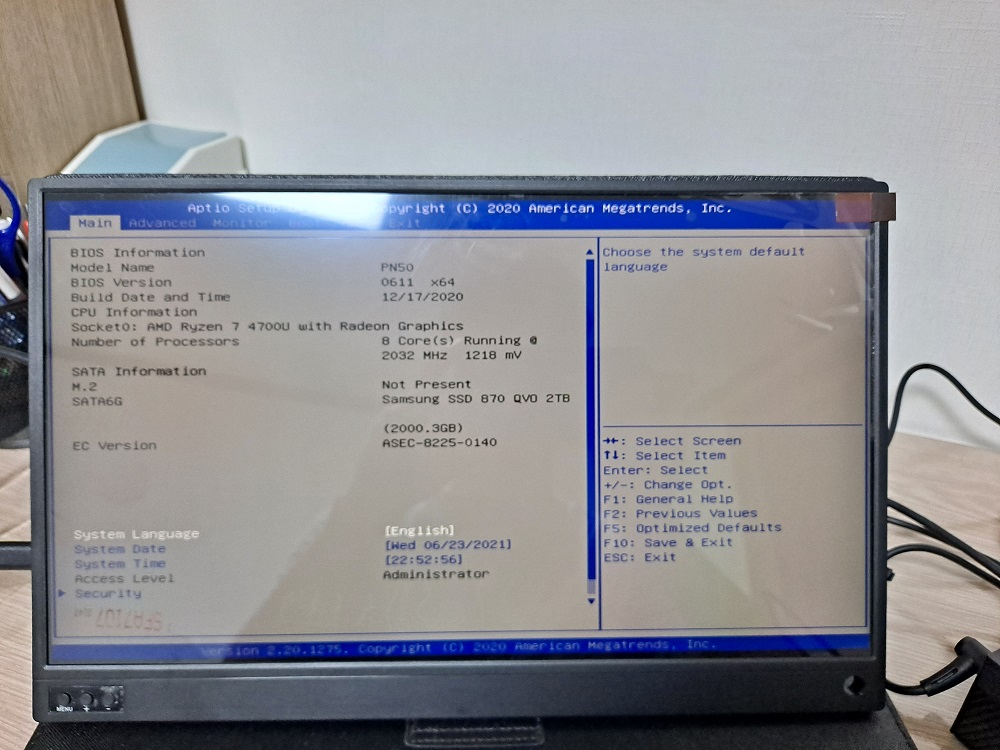 Aptio Setup Copyright (C) 2020 American Megatrends, Inc.
Main Advanced Monitor Exit
BIOS Information
Model Name PN50
BIOS Version 0611 x64
Build Date and Time 12/17/2020
CPU Information
Socket0: AMD Ryzen 7 4700U with Radeon Graphics
Number of Processors 8 Core(s) Running @
2032 MHz 1218 mV
SATA Information
M.2 Not Present
SATA6G Samsung SSD 870 QVO 2TB
(2000.3GB)
EC Version ASEC-8225-0140
System Language [English]
System Date [Wed 06/23/2021]
System Time [22:52:56]
Access Level Administrator
Security
Choose the system default
language
→←: Select Screen
↑↓: Select Item
Enter: Select
+/-: Change Opt.
F1: General Help
F2: Previous Values
F5: Optimized Defaults
F10: Save & Exit
ESC: Exit
Version 2.20.1275. Copyright (C) 2020 American Megatrends, Inc.
MENU + -